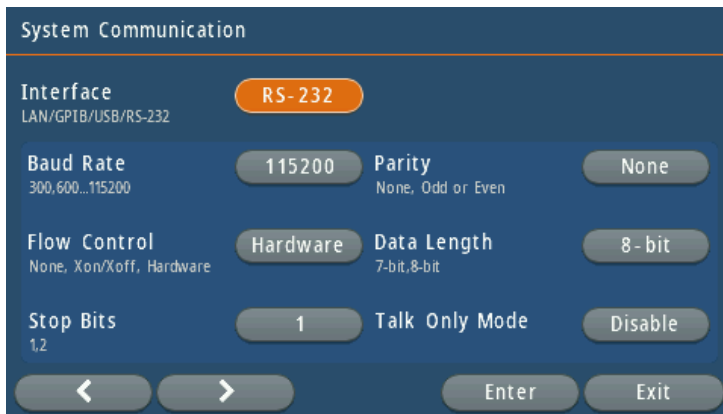 System Communication
Interface
LAN/GPIB/USB/RS-232
RS-232
Baud Rate
300,600...115200
115200
Parity
None, Odd or Even
None
Flow Control
None, Xon/Xoff, Hardware
Hardware
Data Length
7-bit,8-bit
8-bit
Stop Bits
1,2
1
Talk Only Mode
Disable
Enter
Exit